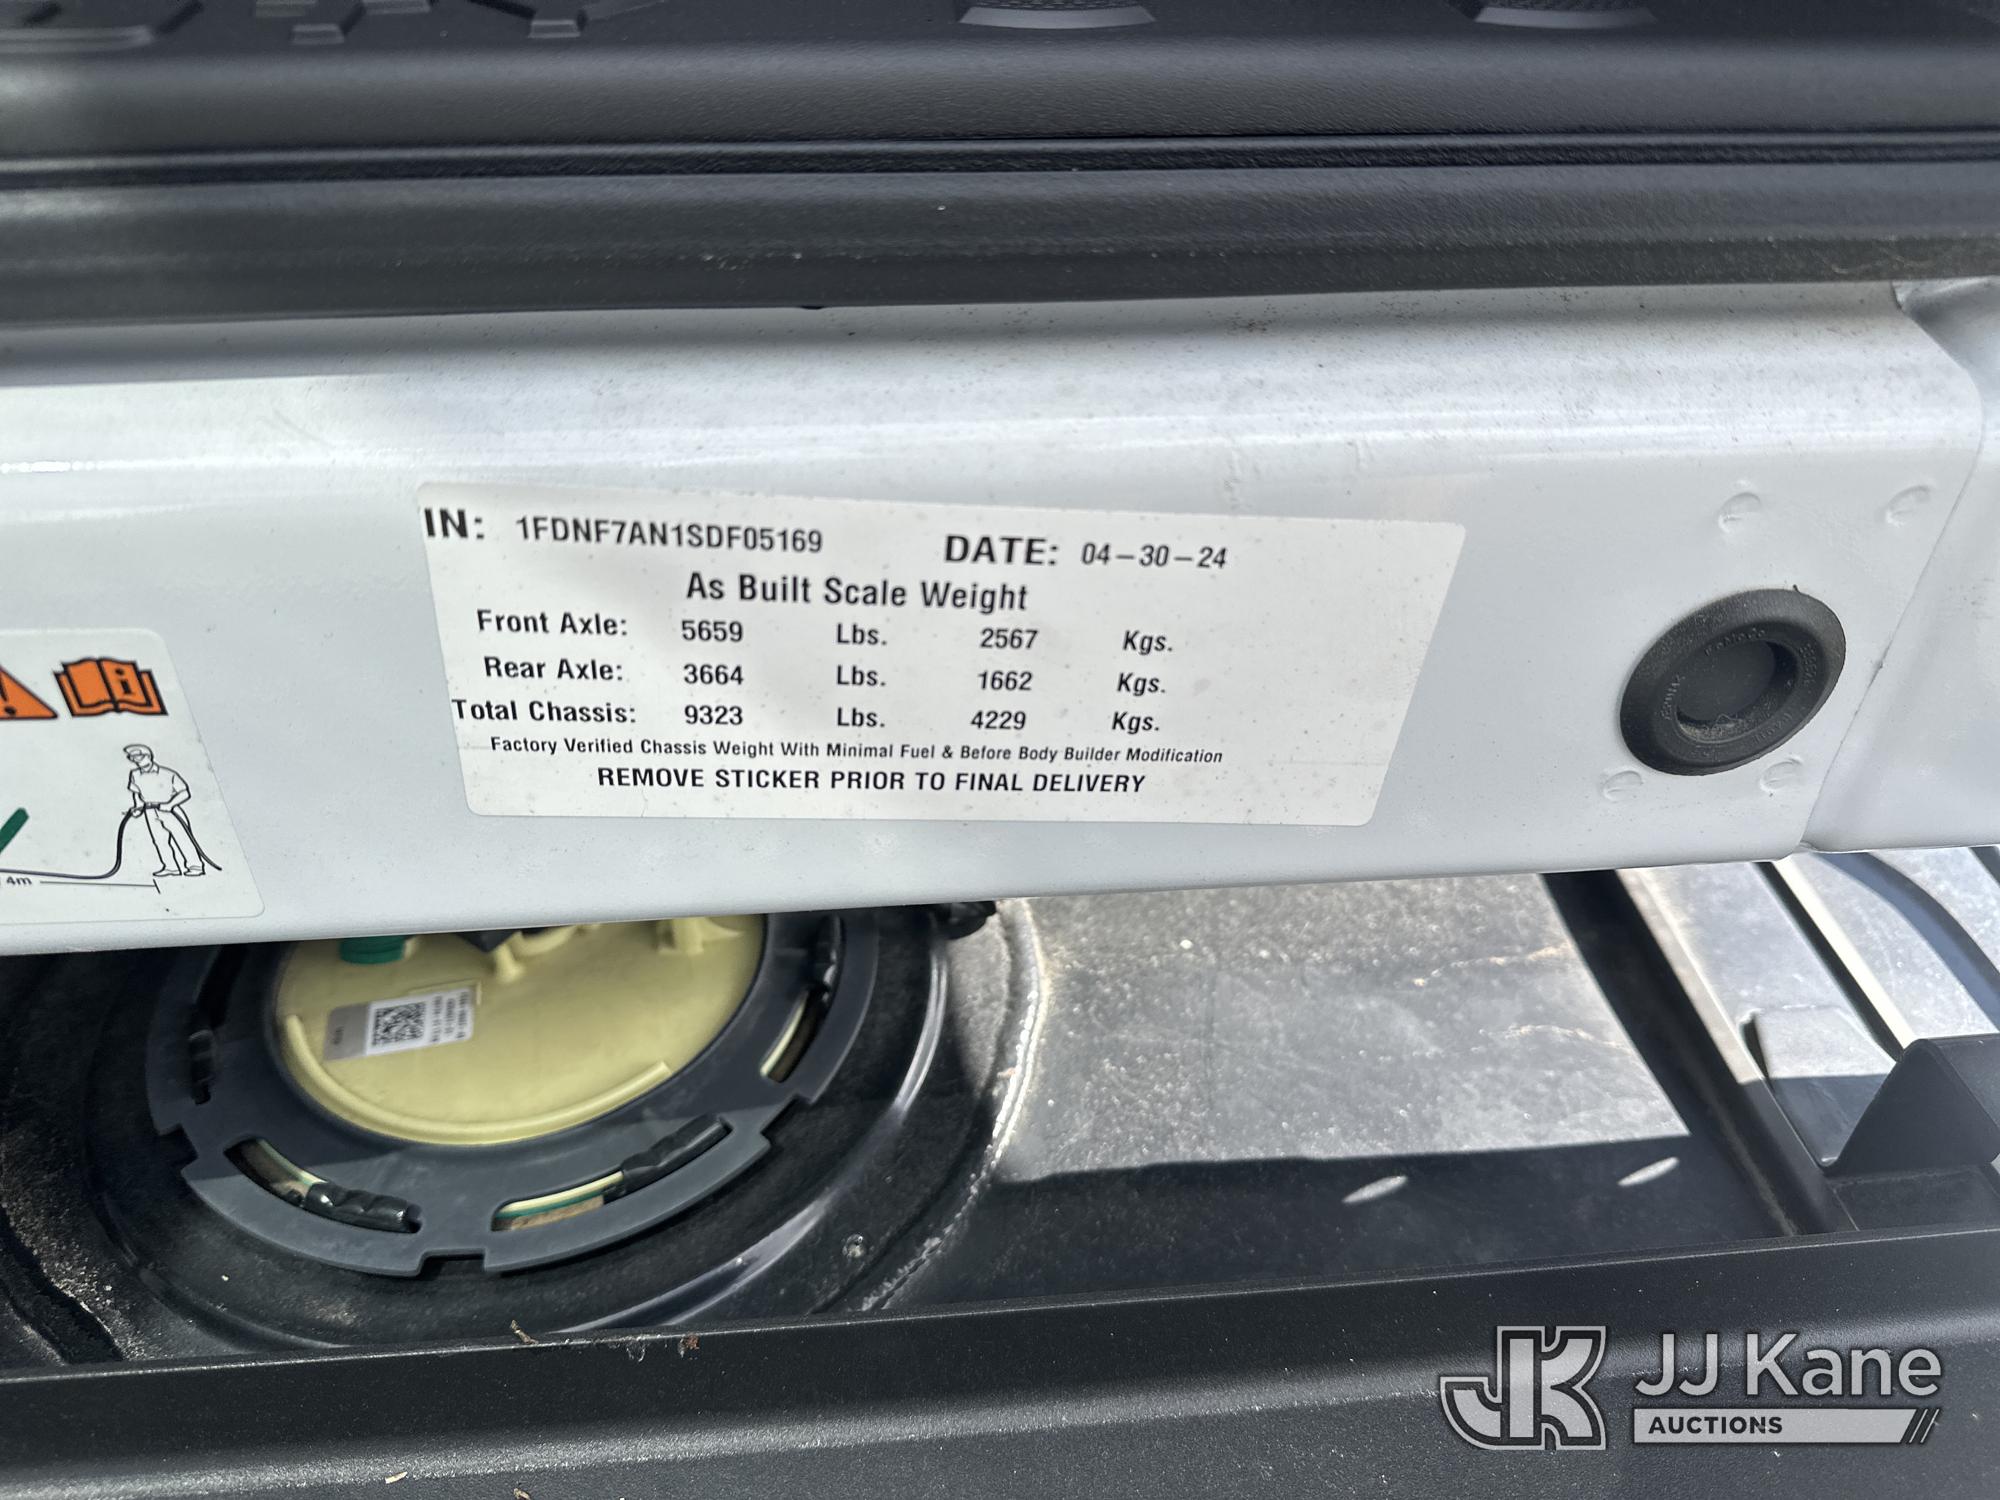 IN: 1FDNF7AN1SDF05169 DATE: 04-30-24
As Built Scale Weight
Front Axle: 5659 Lbs. 2567 Kgs.
Rear Axle: 3664 Lbs. 1662 Kgs.
Total Chassis: 9323 Lbs. 4229 Kgs.
Factory Verified Chassis Weight With Minimal Fuel & Before Body Builder Modification
REMOVE STICKER PRIOR TO FINAL DELIVERY
4m
JK JJ Kane
AUCTIONS